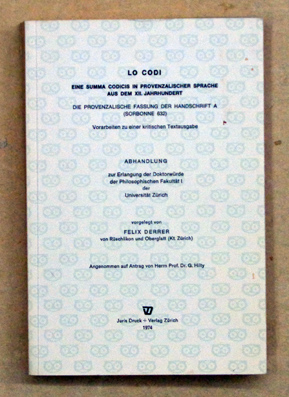 LO CODI
EINE SUMMA CODICIS IN PROVENZALISCHER SPRACHE
AUS DEM XII. JAHRHUNDERT
DIE PROVENZALISCHE FASSUNG DER HANDSCHRIFT A
(SORBONNE 632)
Vorarbeiten zu einer kritischen Textausgabe
ABHANDLUNG
zur Erlangung der Doktorwürde
der Philosophischen Fakultät I
der
Universität Zürich
vorgelegt von
FELIX DERRER
von Rüschlikon und Oberglatt (Kt. Zürich)
Angenommen auf Antrag von Herrn Prof. Dr. G. Hilty
Juris Druck + Verlag Zürich
1974